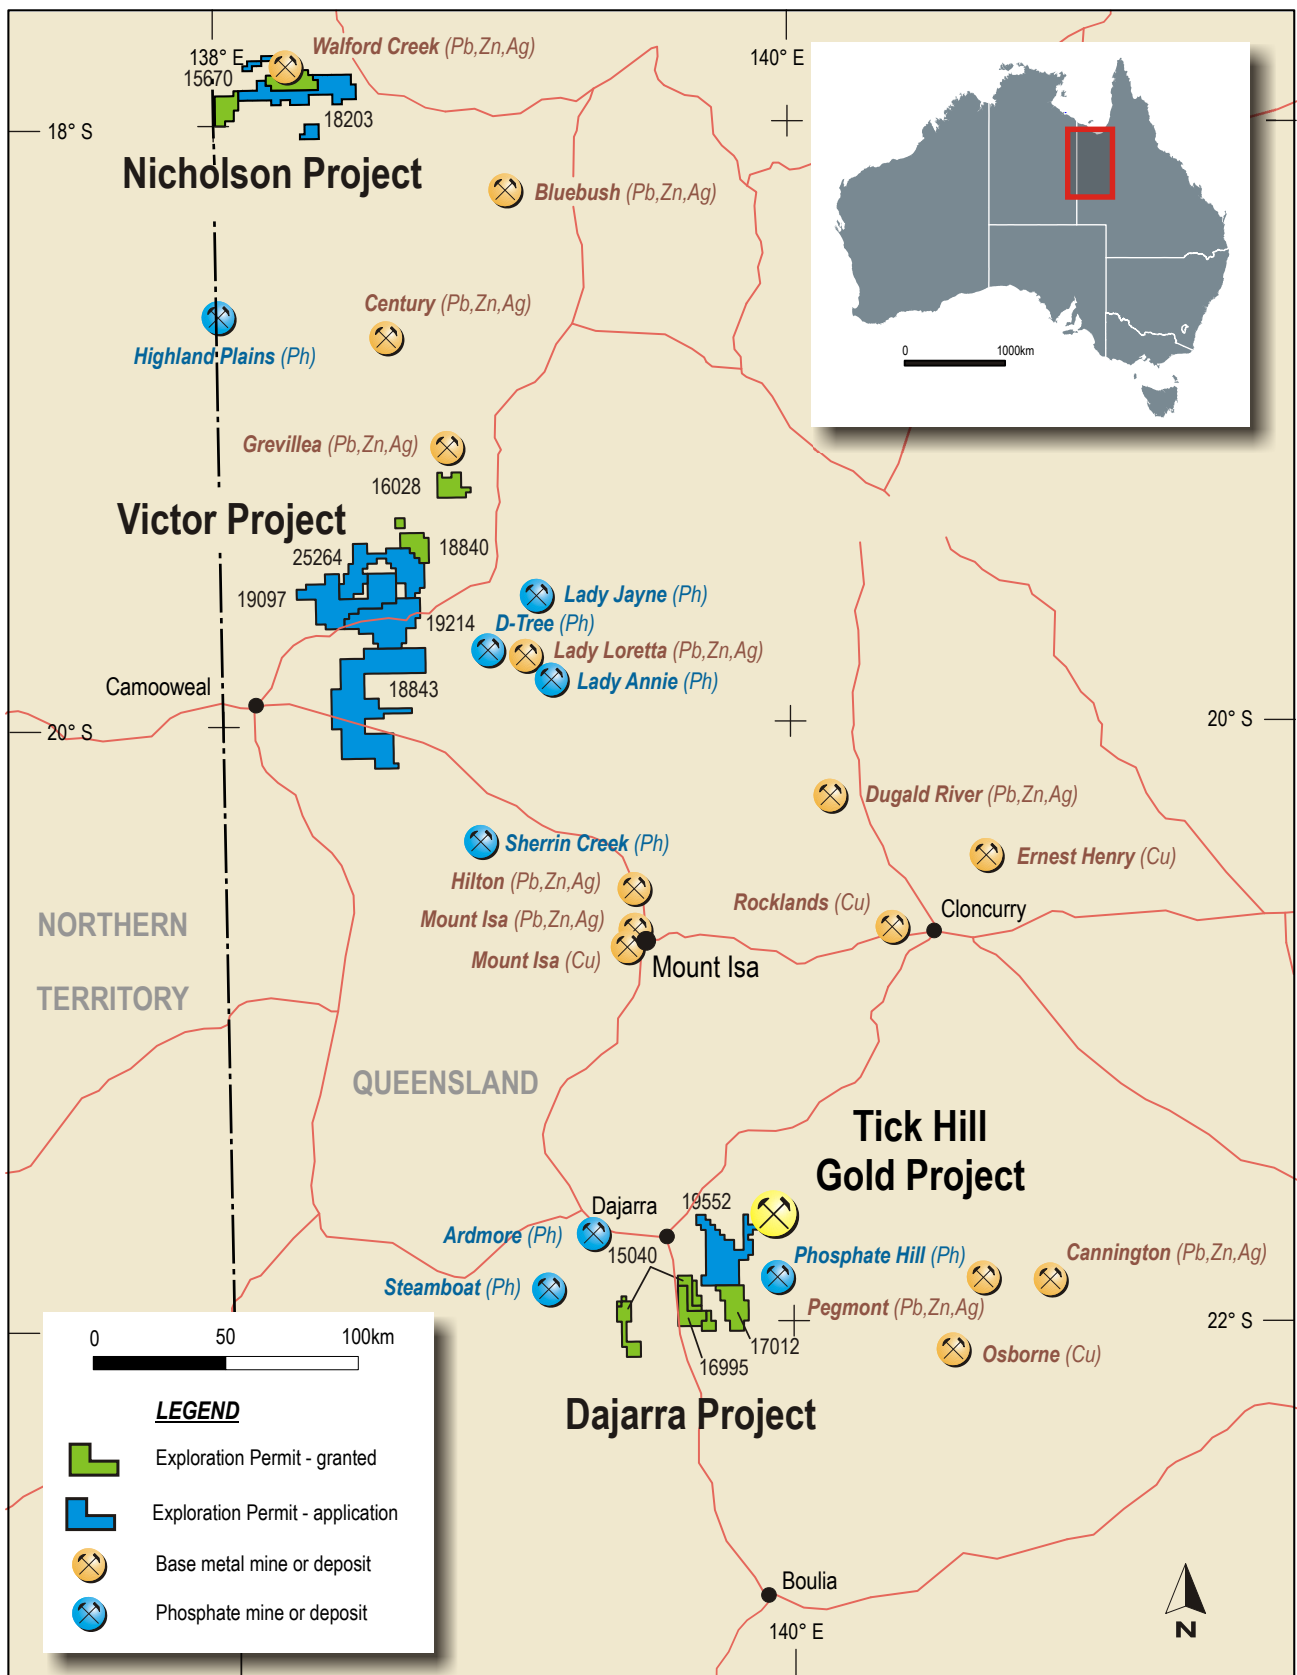 Walford Creek (Pb,Zn,Ag)
138° E
140° E
15670
18203
18° S
Nicholson Project
Bluebush (Pb,Zn,Ag)
Century (Pb,Zn,Ag)
Highland Plains (Ph)
0 1000km
Grevillea (Pb,Zn,Ag)
16028
Victor Project
25264
18840
19097
Lady Jayne (Ph)
19214
D-Tree (Ph)
Lady Loretta (Pb,Zn,Ag)
Lady Annie (Ph)
Camooweal
18843
20° S
20° S
Dugald River (Pb,Zn,Ag)
Sherrin Creek (Ph)
Ernest Henry (Cu)
Hilton (Pb,Zn,Ag)
Rocklands (Cu)
Cloncurry
Mount Isa (Pb,Zn,Ag)
Mount Isa (Cu)
Mount Isa
NORTHERN
TERRITORY
QUEENSLAND
Tick Hill
Gold Project
Dajarra
19552
Ardmore (Ph)
15040
Phosphate Hill (Ph)
Cannington (Pb,Zn,Ag)
Steamboat (Ph)
Pegmont (Pb,Zn,Ag)
22° S
17012
16995
Osborne (Cu)
Dajarra Project
0 50 100km
LEGEND
Exploration Permit - granted
Exploration Permit - application
Base metal mine or deposit
Phosphate mine or deposit
Boulia
140° E
N